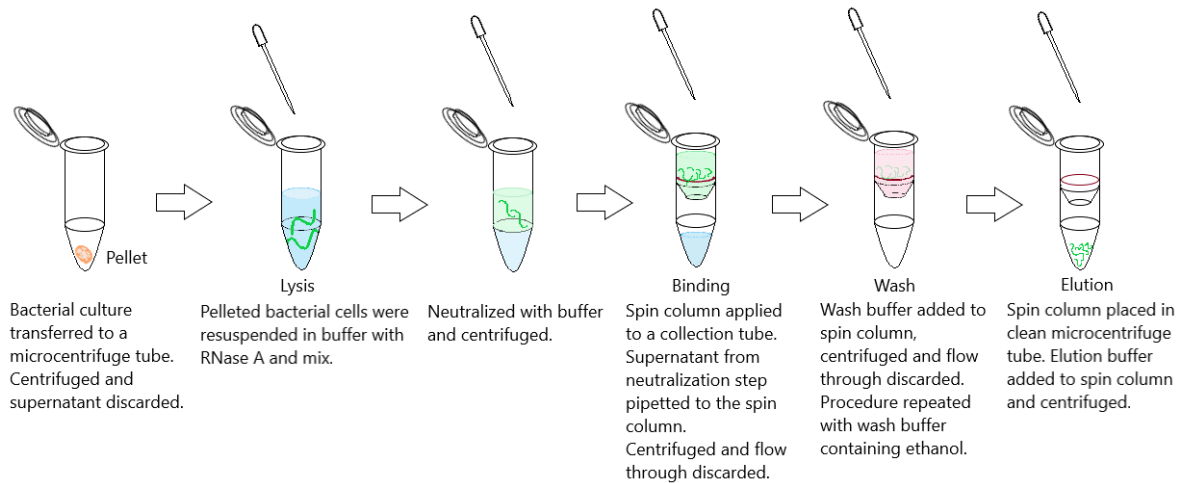 Pellet
Bacterial culture
transferred to a
microcentrifuge tube.
Centrifuged and
supernatant discarded.
Lysis
Pelleted bacterial cells were
resuspended in buffer with
RNase A and mix.
Neutralized with buffer
and centrifuged.
Binding
Spin column applied
to a collection tube.
Supernatant from
neutralization step
pipetted to the spin
column.
Centrifuged and flow
through discarded.
Wash
Wash buffer added to
spin column,
centrifuged and flow
through discarded.
Procedure repeated
with wash buffer
containing ethanol.
Elution
Spin column placed in
clean microcentrifuge
tube. Elution buffer
added to spin column
and centrifuged.